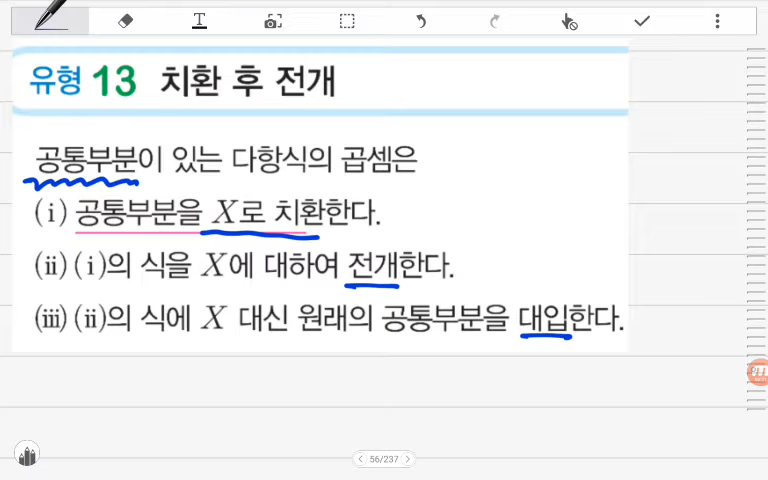 T
유형 13 치환 후 전개
공통부분이 있는 다항식의 곱셈은
(ⅰ) 공통부분을 X로 치환한다.
(ⅱ) (ⅰ)의 식을 X에 대하여 전개한다.
(ⅲ) (ⅱ)의 식에 X 대신 원래의 공통부분을 대입한다.
< 56/237 >